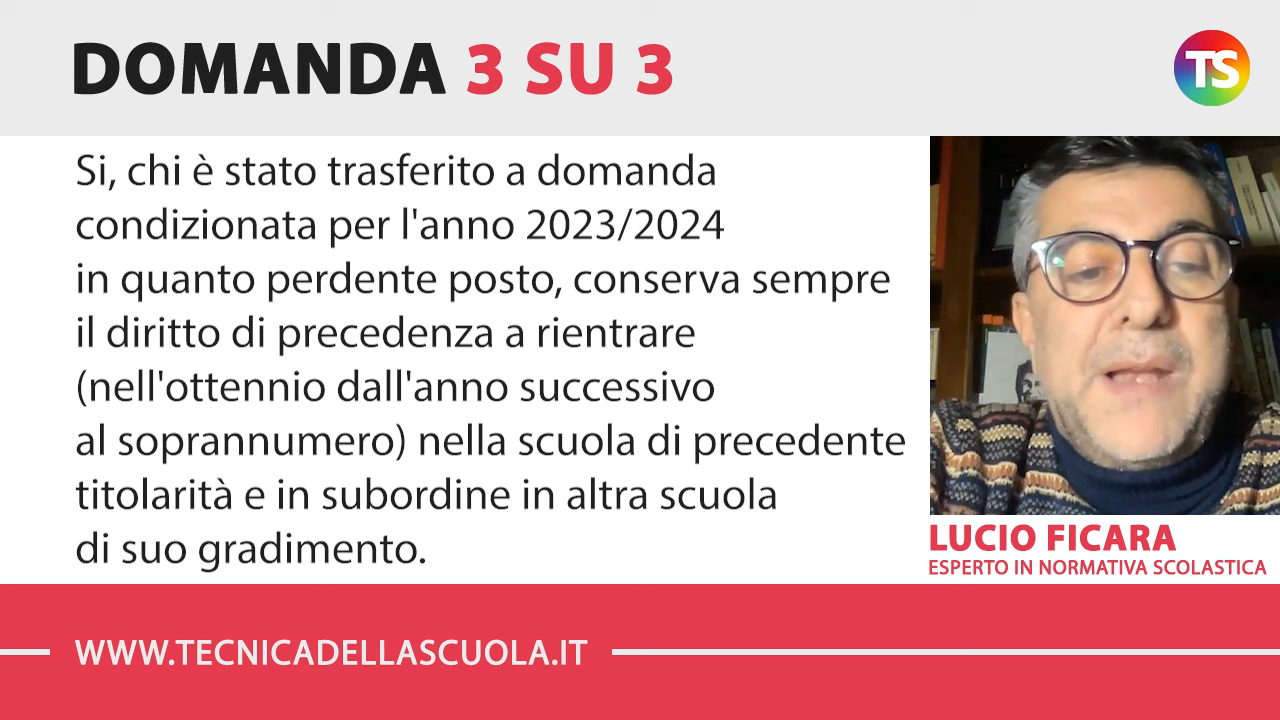 DOMANDA 3 SU 3
TS
Si, chi è stato trasferito a domanda
condizionata per l'anno 2023/2024
in quanto perdente posto, conserva sempre
il diritto di precedenza a rientrare
(nell'ottennio dall'anno successivo
al soprannumero) nella scuola di precedente
titolarità e in subordine in altra scuola
di suo gradimento.
LUCIO FICARA
ESPERTO IN NORMATIVA SCOLASTICA
WWW.TECNICADELLASCUOLA.IT